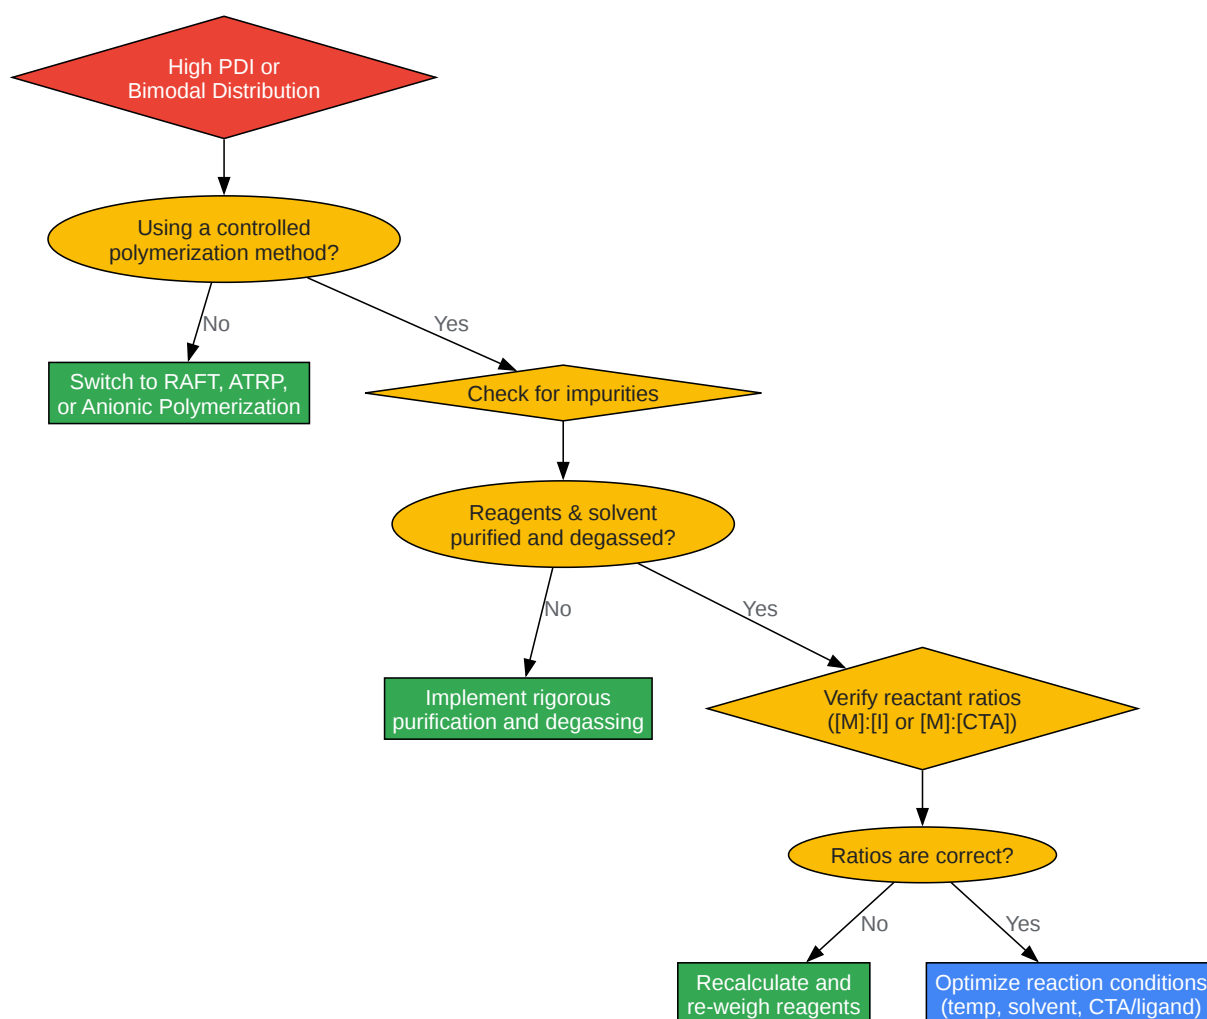 High PDI or
Bimodal Distribution
Using a controlled
polymerization method?
No
Yes
Switch to RAFT, ATRP,
or Anionic Polymerization
Check for impurities
Reagents & solvent
purified and degassed?
No
Yes
Implement rigorous
purification and degassing
Verify reactant ratios
([M]:[I] or [M]:[CTA])
Ratios are correct?
No
Yes
Recalculate and
re-weigh reagents
Optimize reaction conditions
(temp, solvent, CTA/ligand)